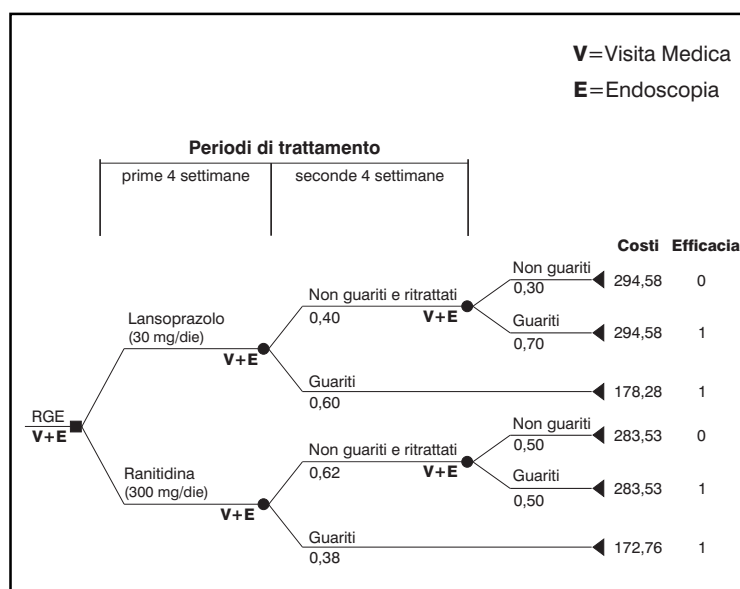 V=Visita Medica
E=Endoscopia
Periodi di trattamento
prime 4 settimane
seconde 4 settimane
Costi Efficacia
Non guariti
0,30
294,58 0
Non guariti e ritrattati
0,40
V+E
Guariti
0,70
294,58 1
Lansoprazolo
(30 mg/die)
V+E
Guariti
0,60
178,28 1
RGE
V+E
Non guariti
0,50
283,53 0
Non guariti e ritrattati
0,62
V+E
Guariti
0,50
283,53 1
Ranitidina
(300 mg/die)
V+E
Guariti
0,38
172,76 1